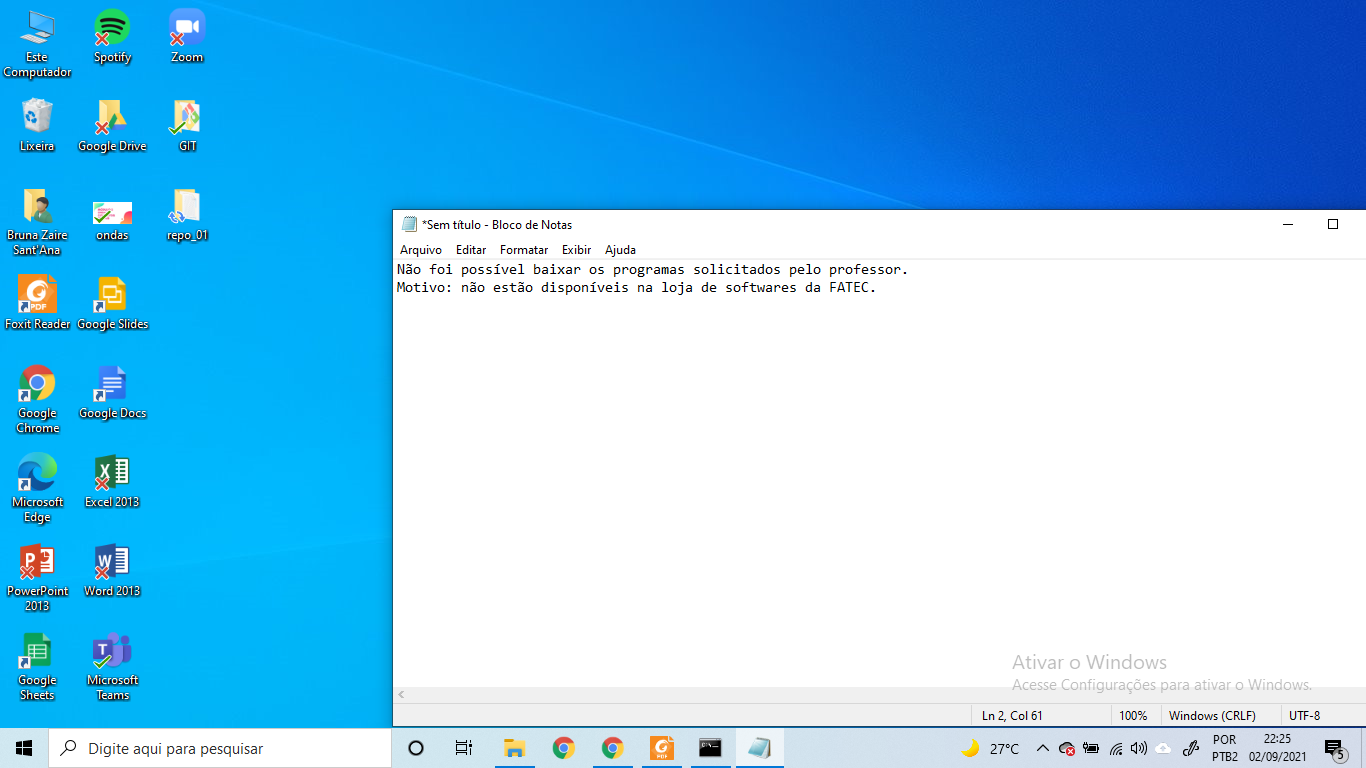 Este
Computador
Spotify
Zoom
Lixeira
Google Drive
GIT
Bruna Zaire
Sant'Ana
ondas
repo_01
Foxit Reader
Google Slides
Google
Chrome
Google Docs
Microsoft
Edge
Excel 2013
PowerPoint
2013
Word 2013
Google
Sheets
Microsoft
Teams
*Sem título - Bloco de Notas
Arquivo Editar Formatar Exibir Ajuda
Não foi possível baixar os programas solicitados pelo professor.
Motivo: não estão disponíveis na loja de softwares da FATEC.
Ativar o Windows
Acesse Configurações para ativar o Windows.
Ln 2, Col 61 100% Windows (CRLF) UTF-8
Digite aqui para pesquisar
PDF
27°C
POR
PTB2
22:25
02/09/2021
5